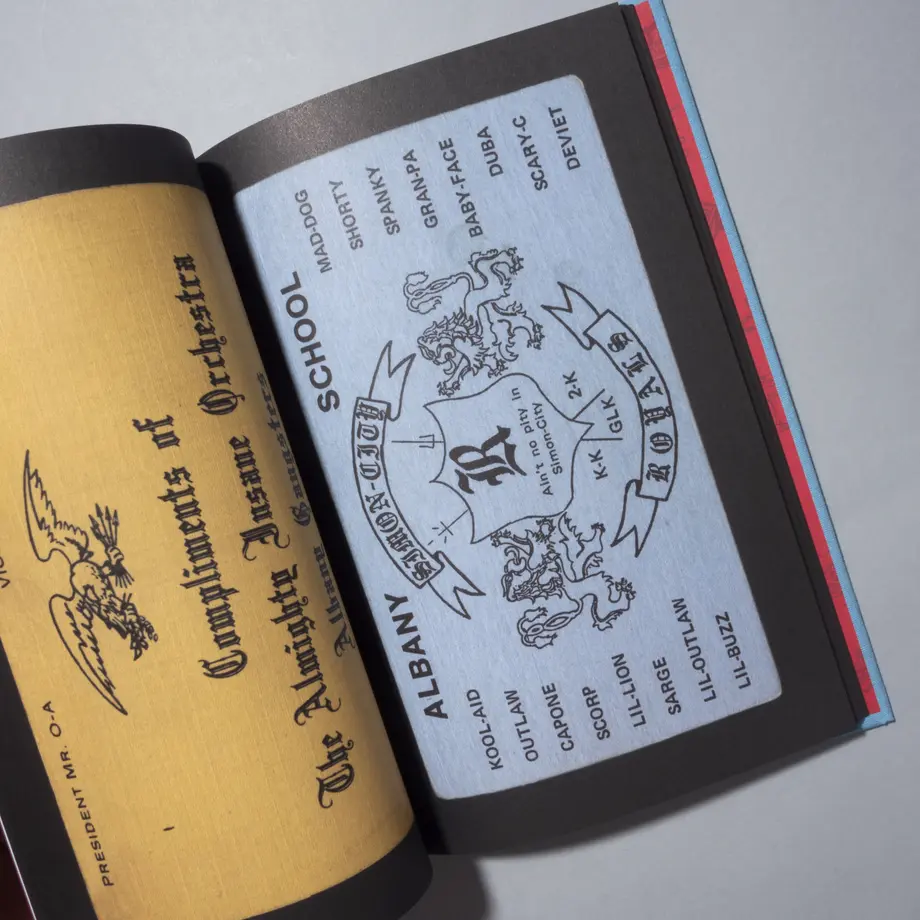 PRESIDENT MR. O-A
Compliments of
The Almighty Insane Orchestra
ALBANY
SCHOOL
KOOL-AID
OUTLAW
CAPONE
SCORP
LIL-LION
SARGE
LIL-OUTLAW
LIL-BUZZ
SIMON-CITY
R
Ain't no pity in
Simon-City
K-K
2-K
GLK
ROYALS
MAD-DOG
SHORTY
SPANKY
GRAN-PA
BABY-FACE
DUBA
SCARY-C
DEVIET